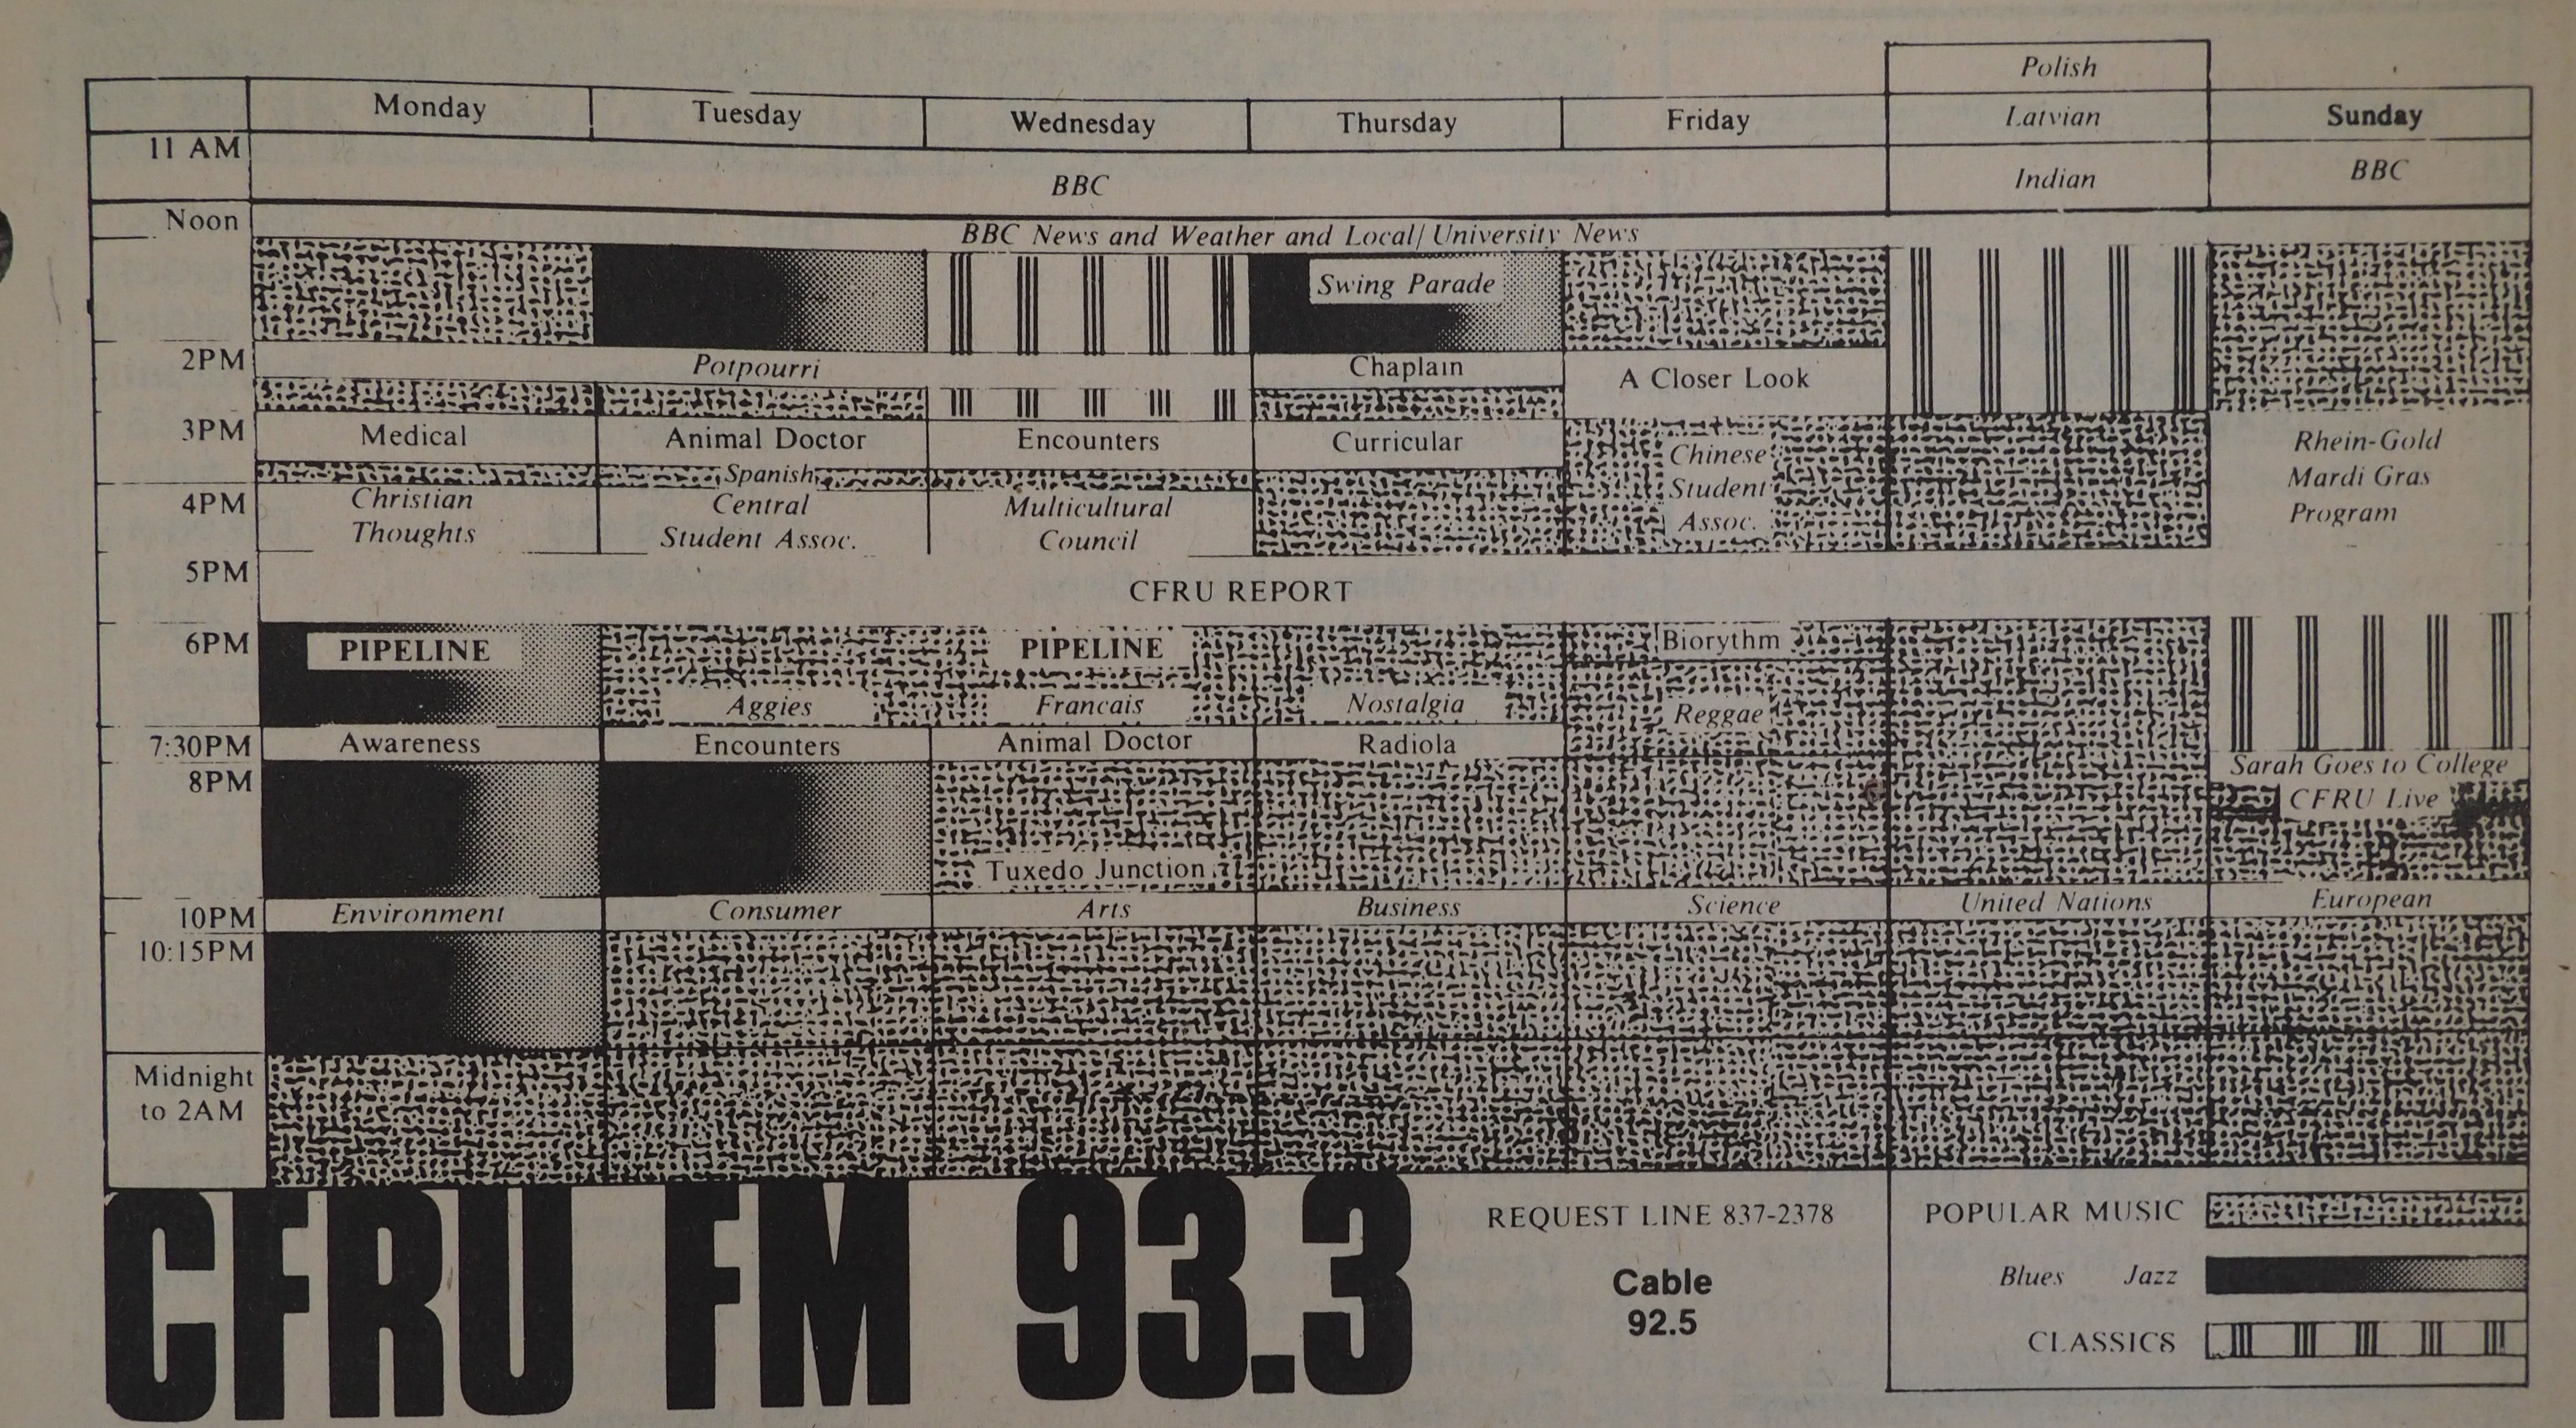 Polish
Monday Tuesday Wednesday Thursday Friday Latvian Sunday
11 AM
BBC Indian BBC
Noon
BBC News and Weather and Local/University News
Swing Parade
2PM Potpourri Chaplain A Closer Look
3PM Medical Animal Doctor Encounters Curricular Chinese Rhein-Gold
Spanish Student Mardi Gras
4PM Christian Central Multicultural Assoc. Program
Thoughts Student Assoc. Council
5PM
CFRU REPORT
6PM PIPELINE PIPELINE Biorythm
Aggies Francais Nostalgia Reggae
7:30PM Awareness Encounters Animal Doctor Radiola
Sarah Goes to College
8PM CFRU Live
Tuxedo Junction
10PM Environment Consumer Arts Business Science United Nations European
10:15PM
Midnight
to 2AM
CFRU FM 93.3
REQUEST LINE 837-2378
Cable
92.5
POPULAR MUSIC
Blues Jazz
CLASSICS